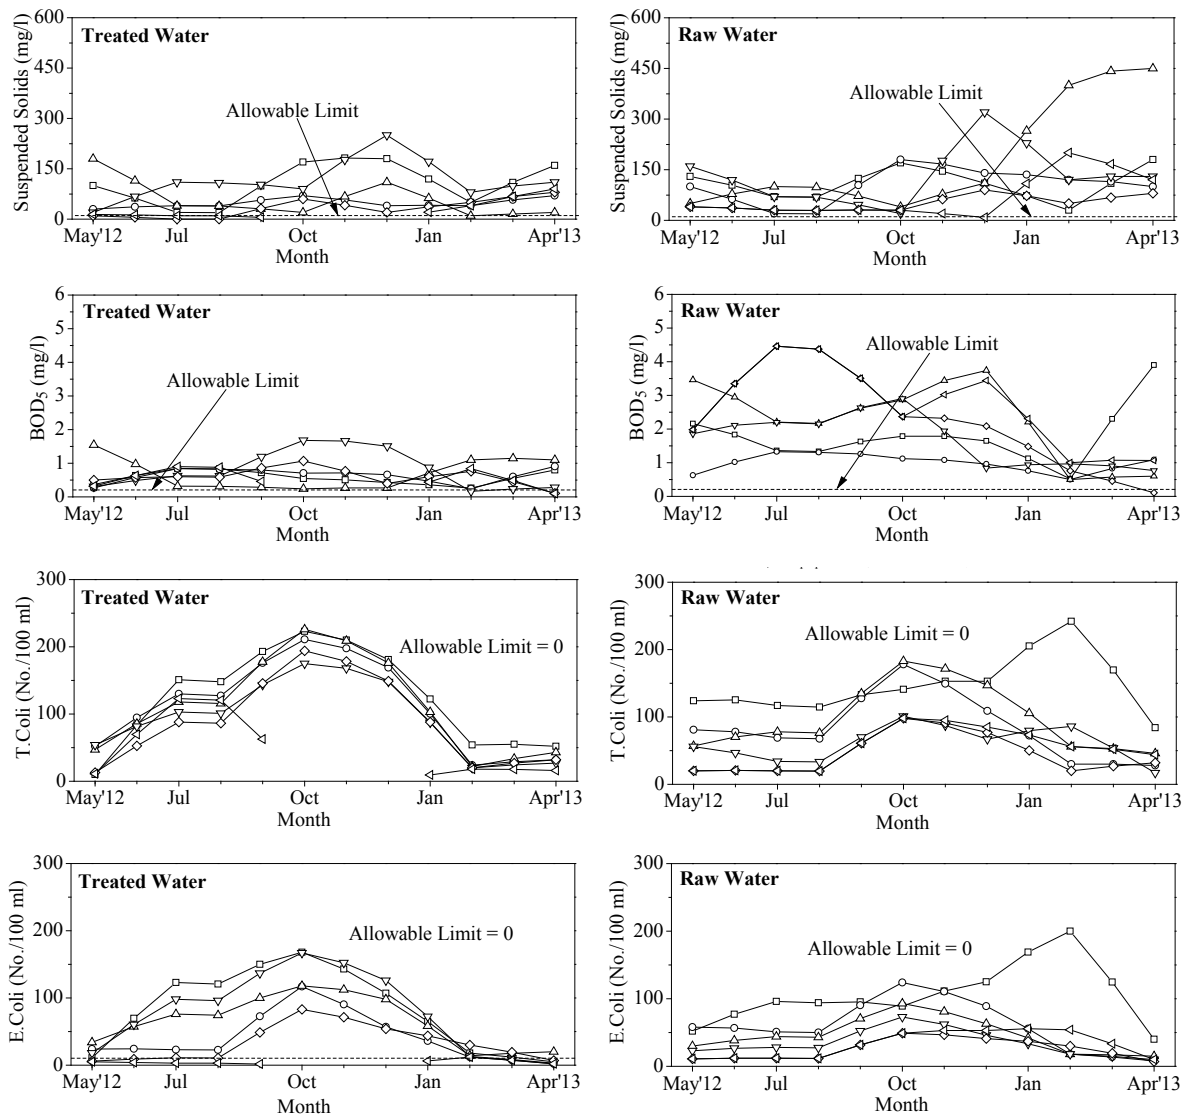 600
450
300
150
0
Suspended Solids (mg/l)
Treated Water
Allowable Limit
May'12 Jul Oct Jan Apr'13
Month
600
450
300
150
0
Suspended Solids (mg/l)
Raw Water
Allowable Limit
May'12 Jul Oct Jan Apr'13
Month
6
5
4
3
2
1
0
BOD5 (mg/l)
Treated Water
Allowable Limit
May'12 Jul Oct Jan Apr'13
Month
6
5
4
3
2
1
0
BOD5 (mg/l)
Raw Water
Allowable Limit
May'12 Jul Oct Jan Apr'13
Month
300
200
100
0
T.Coli (No./100 ml)
Treated Water
Allowable Limit = 0
May'12 Jul Oct Jan Apr'13
Month
300
200
100
0
T.Coli (No./100 ml)
Raw Water
Allowable Limit = 0
May'12 Jul Oct Jan Apr'13
Month
300
200
100
0
E.Coli (No./100 ml)
Treated Water
Allowable Limit = 0
May'12 Jul Oct Jan Apr'13
Month
300
200
100
0
E.Coli (No./100 ml)
Raw Water
Allowable Limit = 0
May'12 Jul Oct Jan Apr'13
Month